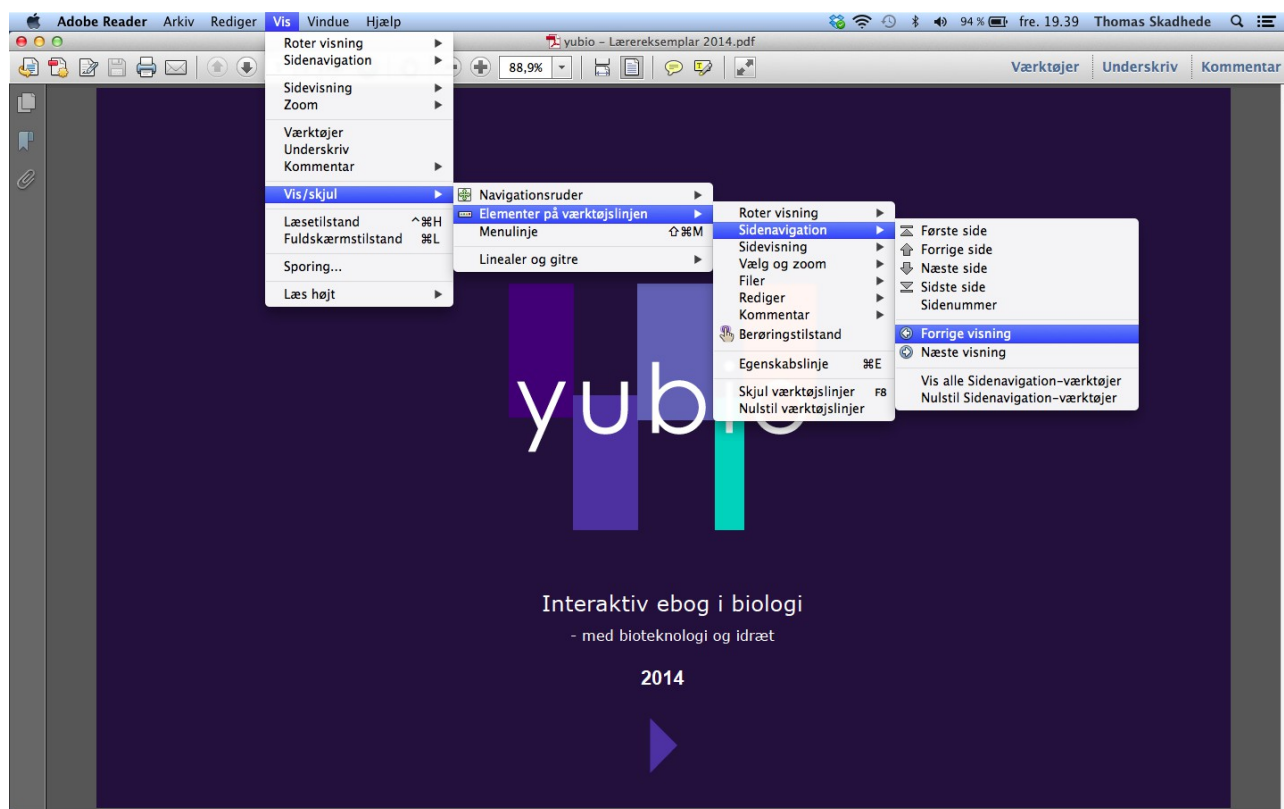 Adobe Reader Arkiv Rediger Vis Vindue Hjælp 94 % fre. 19.39 Thomas Skadhede
yubio – Lærereksemplar 2014.pdf
88,9% Værktøjer Underskriv Kommentar
Roter visning
Sidenavigation
Sidevisning
Zoom
Værktøjer
Underskriv
Kommentar
Vis/skjul
Læsetilstand ^⌘H
Fuldskærmstilstand ⌘L
Sporing...
Læs højt
Navigationsruder
Elementer på værktøjslinjen
Menulinje ⇧⌘M
Linealer og gitre
Roter visning
Sidenavigation
Sidevisning
Vælg og zoom
Filer
Rediger
Kommentar
Berøringstilstand
Egenskabslinje ⌘E
Skjul værktøjslinjer F8
Nulstil værktøjslinjer
Første side
Forrige side
Næste side
Sidste side
Sidenummer
Forrige visning
Næste visning
Vis alle Sidenavigation-værktøjer
Nulstil Sidenavigation-værktøjer
yubio
Interaktiv ebog i biologi
- med bioteknologi og idræt
2014